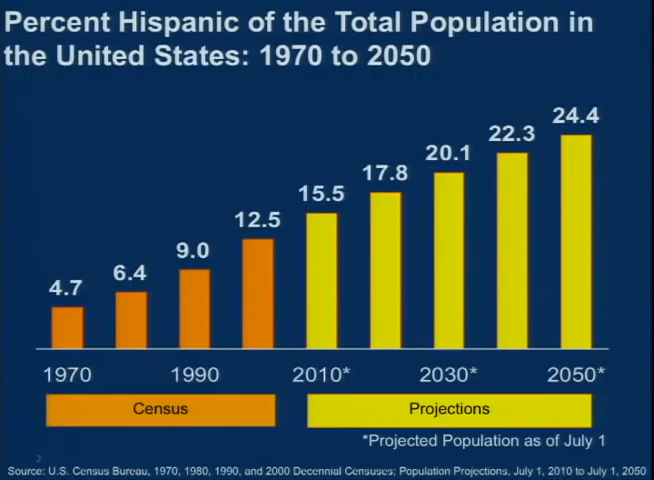 Percent Hispanic of the Total Population in
the United States: 1970 to 2050
24.4
22.3
20.1
17.8
15.5
12.5
9.0
6.4
4.7
1970 1990 2010* 2030* 2050*
Census Projections
*Projected Population as of July 1
2
Source: U.S. Census Bureau, 1970, 1980, 1990, and 2000 Decennial Censuses; Population Projections, July 1, 2010 to July 1, 2050